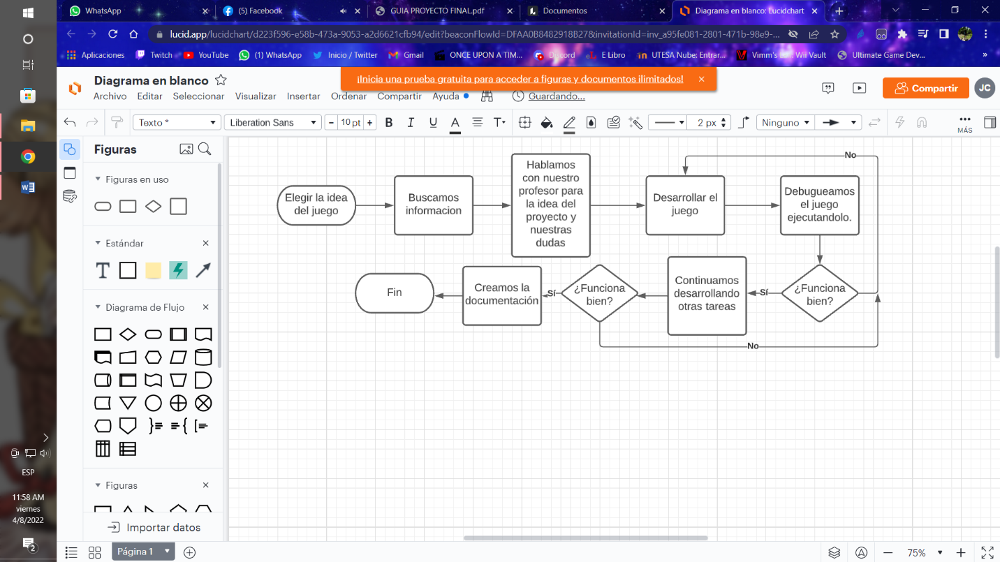 WhatsApp
(5) Facebook
GUIA PROYECTO FINAL.pdf
Documentos
Diagrama en blanco: Lucidchart
lucid.app/lucidchart/d223f596-e58b-473a-9053-a2d6621cfb94/edit?beaconFlowId=DFAA0B8482918B27&invitationId=inv_a95fe081-2801-471b-98e9-...
Aplicaciones
Twitch
YouTube
(1) WhatsApp
Inicio / Twitter
Gmail
ONCE UPON A TIM...
Discord
E Libro
UTESA Nube: Entrar...
Vimm's Lair: Wii Vault
Ultimate Game Dev...
»
Diagrama en blanco
¡Inicia una prueba gratuita para acceder a figuras y documentos ilimitados!
Archivo
Editar
Seleccionar
Visualizar
Insertar
Ordenar
Compartir
Ayuda
Guardando...
Compartir
JC
Texto *
Liberation Sans
− 10 pt +
B
I
U
A
T
2 px
Ninguno
MÁS
Figuras
Figuras en uso
Estándar
T
Diagrama de Flujo
Figuras
Importar datos
Elegir la idea
del juego
Buscamos
informacion
Hablamos
con nuestro
profesor para
la idea del
proyecto y
nuestras
dudas
Desarrollar el
juego
Debugueamos
el juego
ejecutandolo.
No
¿Funciona
bien?
Sí
Continuamos
desarrollando
otras tareas
¿Funciona
bien?
Sí
Creamos la
documentación
Fin
No
ESP
11:58 AM
viernes
4/8/2022
2
Página 1
75%